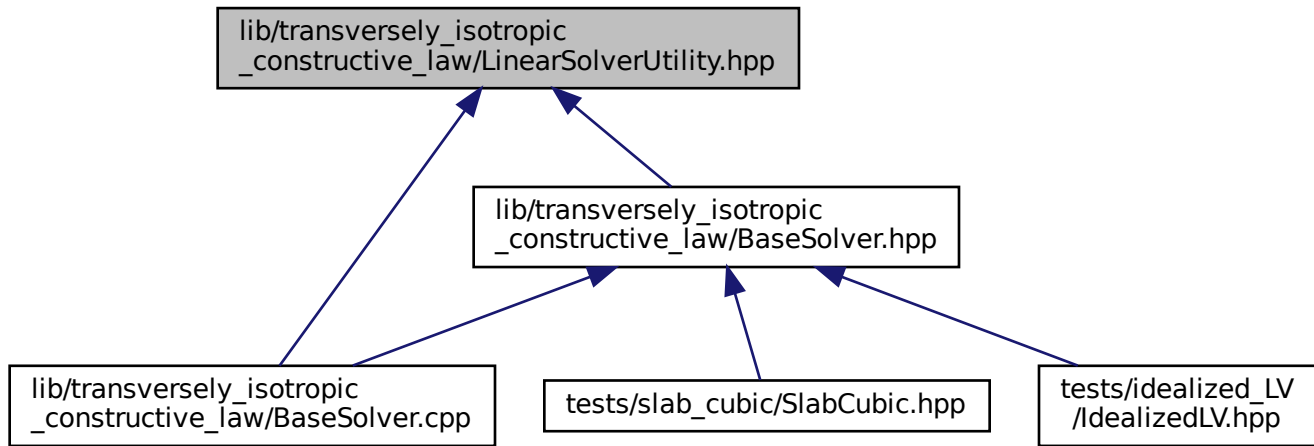 lib/transversely_isotropic
_constructive_law/LinearSolverUtility.hpp
lib/transversely_isotropic
_constructive_law/BaseSolver.hpp
lib/transversely_isotropic
_constructive_law/BaseSolver.cpp
tests/slab_cubic/SlabCubic.hpp
tests/idealized_LV
/IdealizedLV.hpp